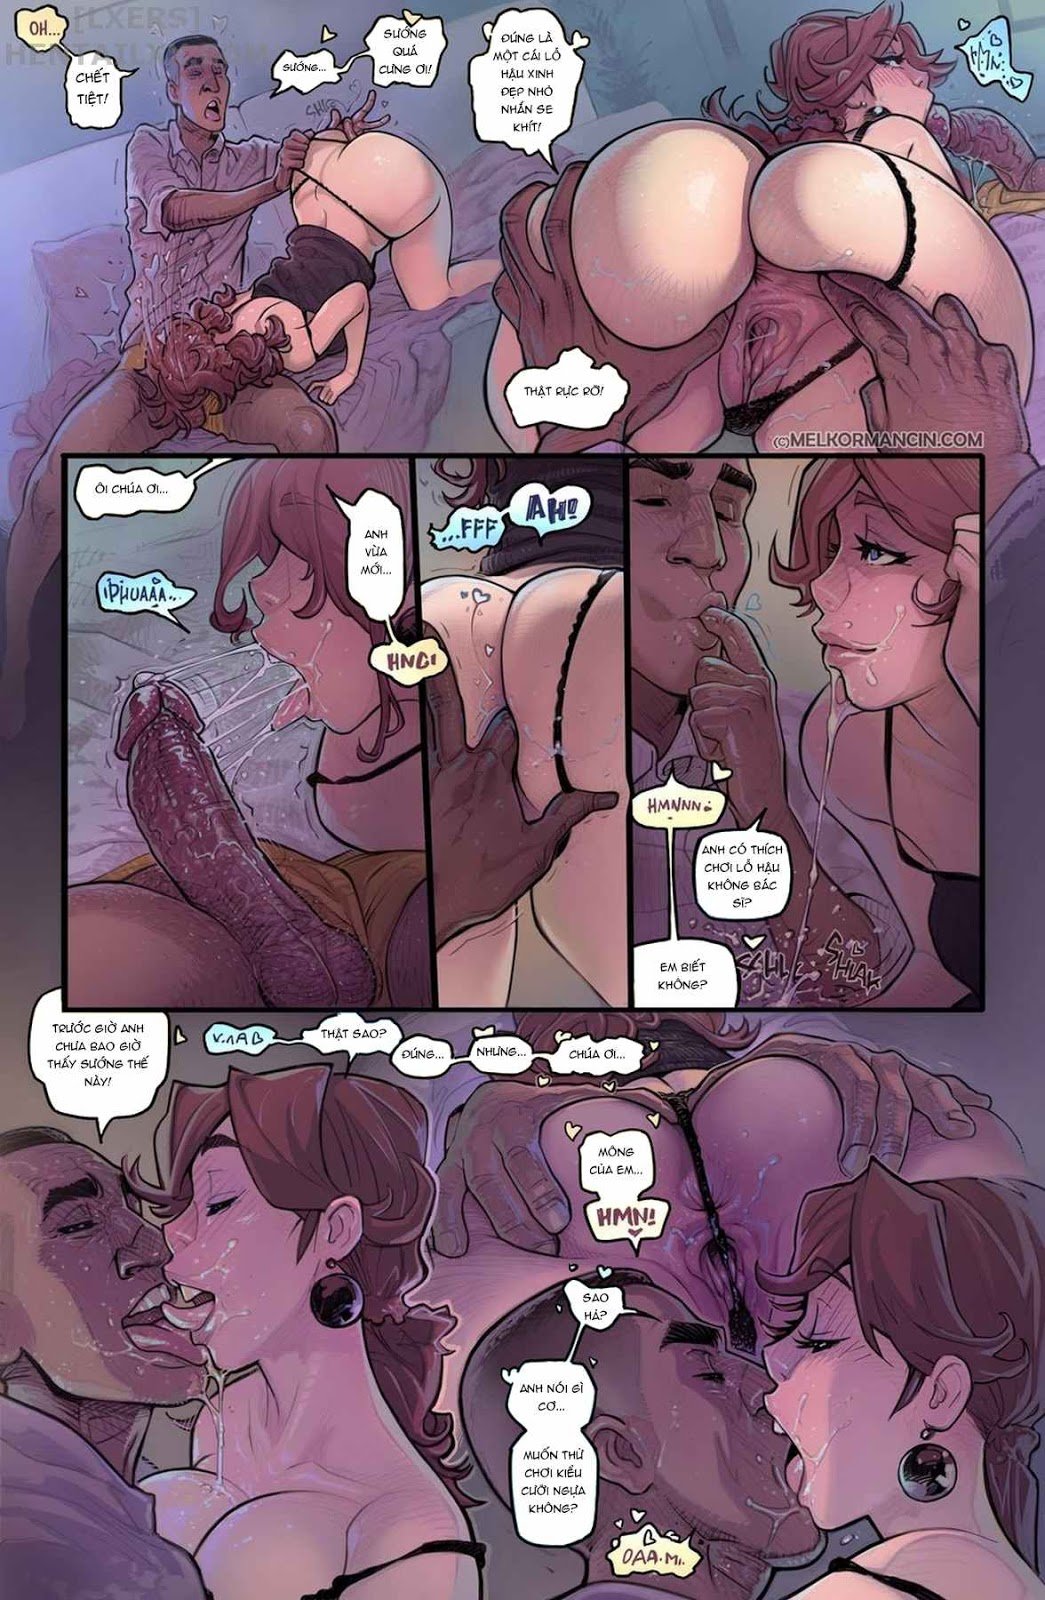 [LXERS]
OH...
CHẾT
TIỆT!
SƯỚNG...
SƯỚNG
QUÁ
CƯNG ƠI!
ĐÚNG LÀ
MỘT CÁI LỖ
HẬU XINH
ĐẸP NHỎ
NHẮN SE
KHÍT!
THẬT RỰC RỠ!
©MELKORMANCIN.COM
ÔI CHÚA ƠI...
¡PHUAAA...
ANH
VỪA
MỚI...
HNG!
...FFF
AH!
HMNNN
ANH CÓ THÍCH
CHƠI LỖ HẬU
KHÔNG BÁC
SĨ?
EM BIẾT
KHÔNG?
SHLAK
TRƯỚC GIỜ ANH
CHƯA BAO GIỜ
THẤY SƯỚNG THẾ
NÀY!
THẬT SAO?
ĐÚNG...
NHƯNG...
CHÚA ƠI...
MÔNG
CỦA EM...
HMN!
SAO
HẢ?
ANH NÓI GÌ
CƠ...
MUỐN THỬ
CHƠI KIỂU
CƯỠI NGỰA
KHÔNG?